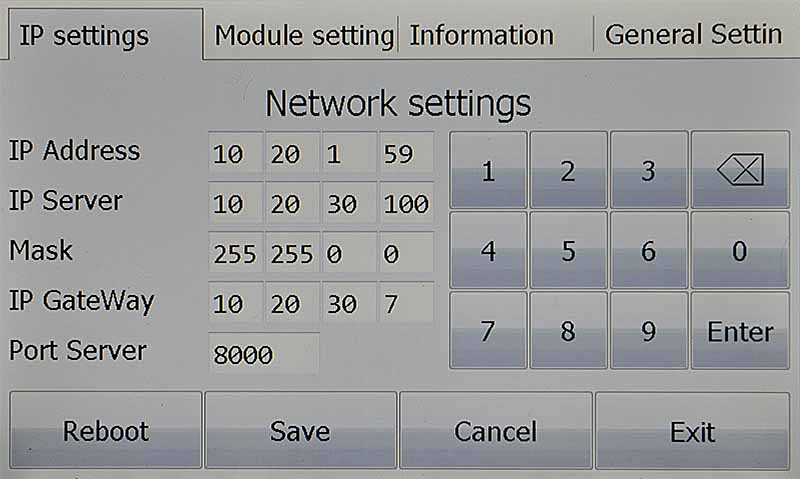 IP settings Module setting Information General Settin
Network settings
IP Address 10 20 1 59
IP Server 10 20 30 100
Mask 255 255 0 0
IP GateWay 10 20 30 7
Port Server 8000
1 2 3
4 5 6 0
7 8 9 Enter
Reboot Save Cancel Exit